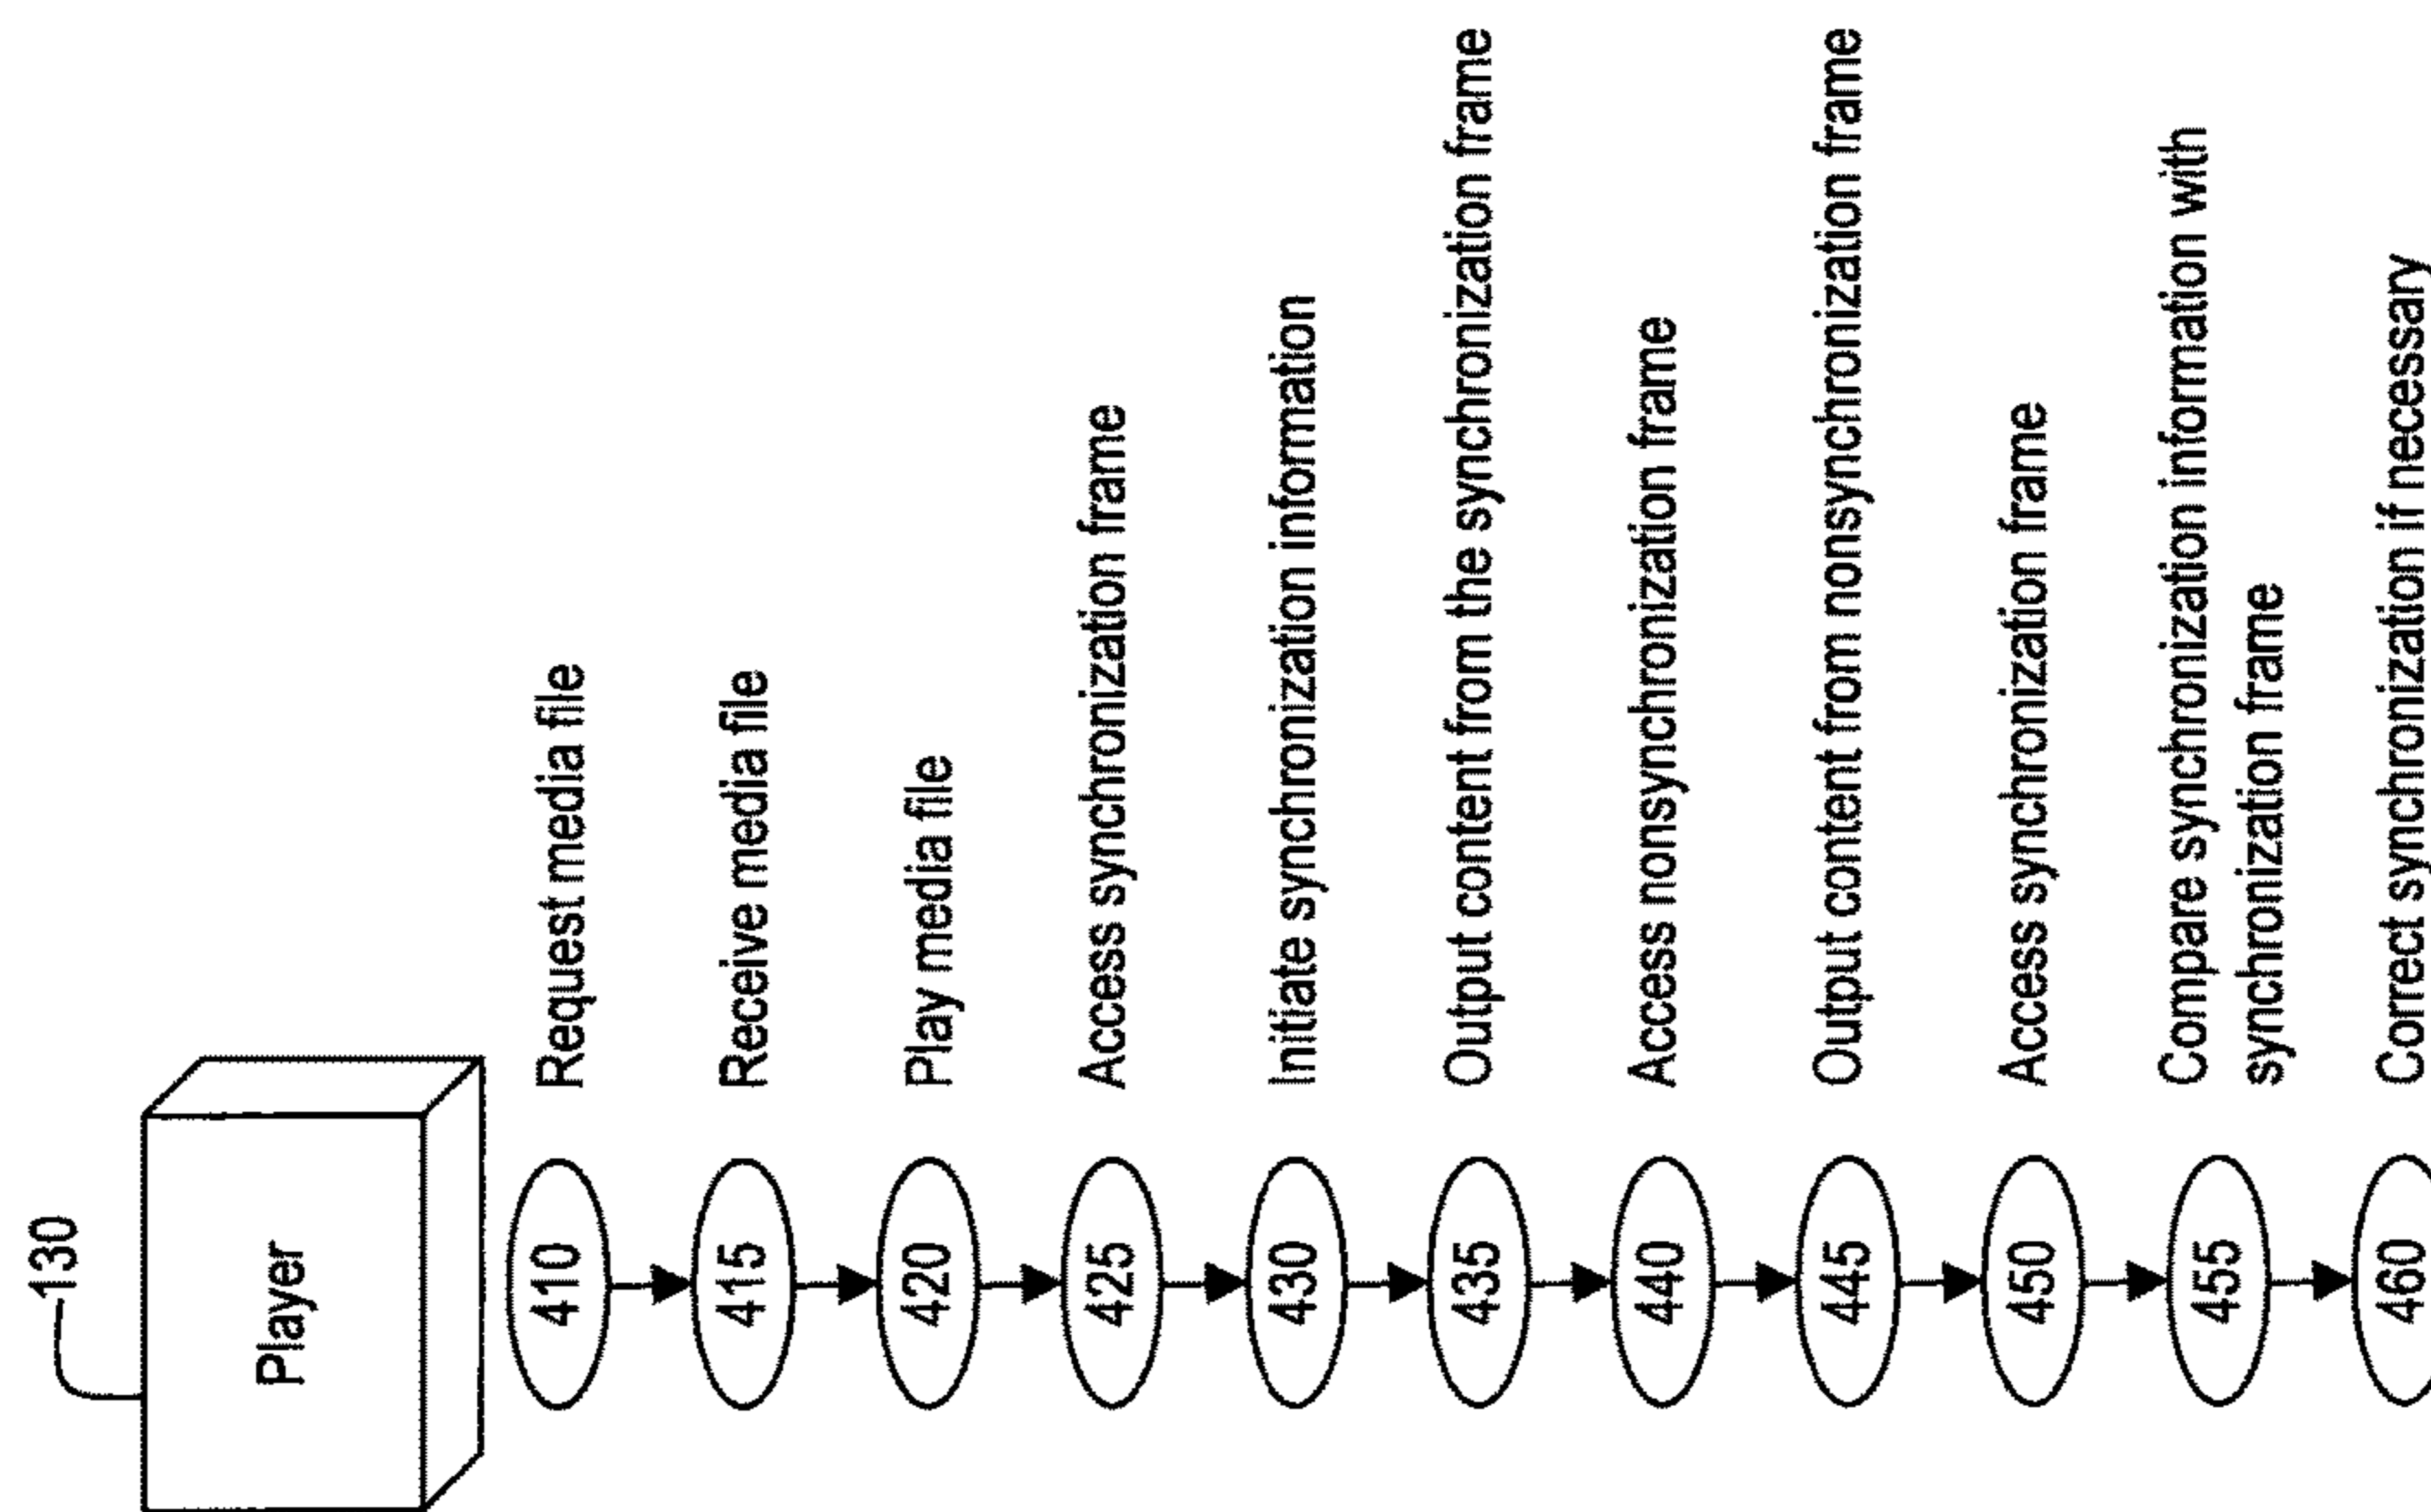 130
Player
410 Request media file
415 Receive media file
420 Play media file
425 Access synchronization frame
430 Initiate synchronization information
435 Output content from the synchronization frame
440 Access nonsynchronization frame
445 Output content from nonsynchronization frame
450 Access synchronization frame
455 Compare synchronization information with
synchronization frame
460 Correct synchronization if necessary